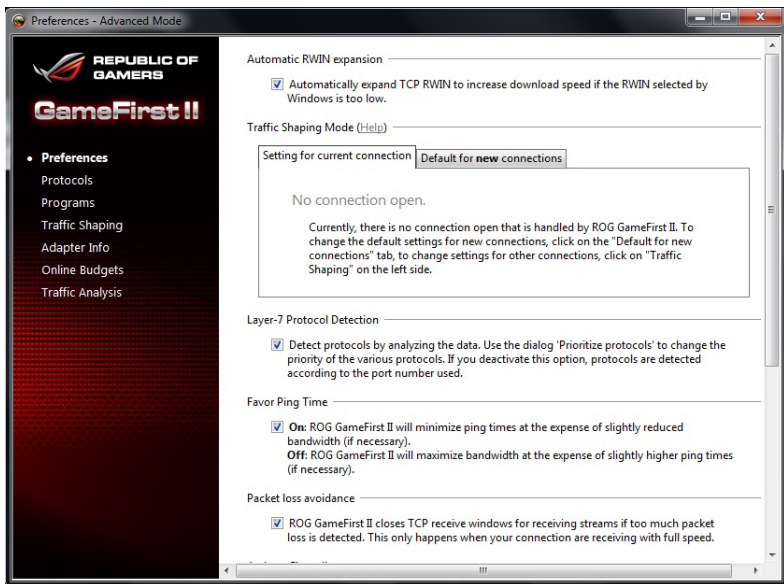 Preferences - Advanced Mode
REPUBLIC OF
GAMERS
GameFirst II
Preferences
Protocols
Programs
Traffic Shaping
Adapter Info
Online Budgets
Traffic Analysis
Automatic RWIN expansion
Automatically expand TCP RWIN to increase download speed if the RWIN selected by
Windows is too low.
Traffic Shaping Mode (Help)
Setting for current connection
Default for new connections
No connection open.
Currently, there is no connection open that is handled by ROG GameFirst II. To
change the default settings for new connections, click on the "Default for new
connections" tab, to change settings for other connections, click on "Traffic
Shaping" on the left side.
Layer-7 Protocol Detection
Detect protocols by analyzing the data. Use the dialog 'Prioritize protocols' to change the
priority of the various protocols. If you deactivate this option, protocols are detected
according to the port number used.
Favor Ping Time
On: ROG GameFirst II will minimize ping times at the expense of slightly reduced
bandwidth (if necessary).
Off: ROG GameFirst II will maximize bandwidth at the expense of slightly higher ping times
(if necessary).
Packet loss avoidance
ROG GameFirst II closes TCP receive windows for receiving streams if too much packet
loss is detected. This only happens when your connection are receiving with full speed.